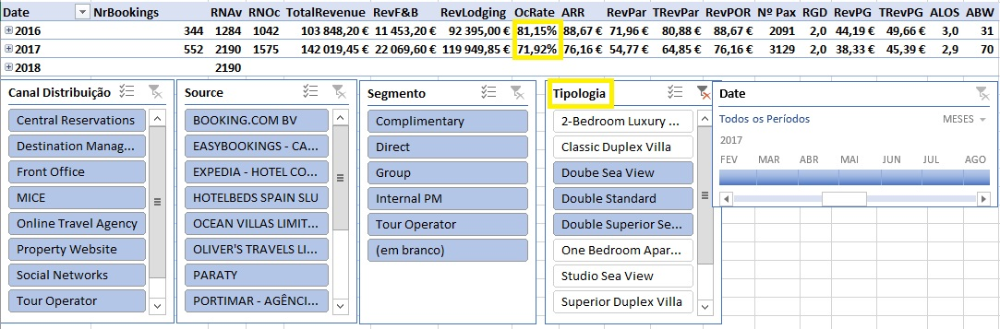 Date NrBookings RNAv RNOc TotalRevenue RevF&B RevLodging OcRate ARR RevPar TRevPar RevPOR Nº Pax RGD RevPG TRevPG ALOS ABW
2016 344 1284 1042 103 848,20 € 11 453,20 € 92 395,00 € 81,15% 88,67 € 71,96 € 80,88 € 88,67 € 2091 2,0 44,19 € 49,66 € 3,0 31
2017 552 2190 1575 142 019,45 € 22 069,60 € 119 949,85 € 71,92% 76,16 € 54,77 € 64,85 € 76,16 € 3129 2,0 38,33 € 45,39 € 2,9 70
2018 2190
Canal Distribuição
Central Reservations
Destination Manag...
Front Office
MICE
Online Travel Agency
Property Website
Social Networks
Tour Operator
Source
BOOKING.COM BV
EASYBOOKINGS - CA...
EXPEDIA - HOTEL CO...
HOTELBEDS SPAIN SLU
OCEAN VILLAS LIMIT...
OLIVER'S TRAVELS LI...
PARATY
PORTIMAR - AGÊNCI...
Segmento
Complimentary
Direct
Group
Internal PM
Tour Operator
(em branco)
Tipologia
2-Bedroom Luxury ...
Classic Duplex Villa
Doube Sea View
Double Standard
Double Superior Se...
One Bedroom Apar...
Studio Sea View
Superior Duplex Villa
Date
Todos os Períodos MESES
2017
FEV MAR ABR MAI JUN JUL AGO